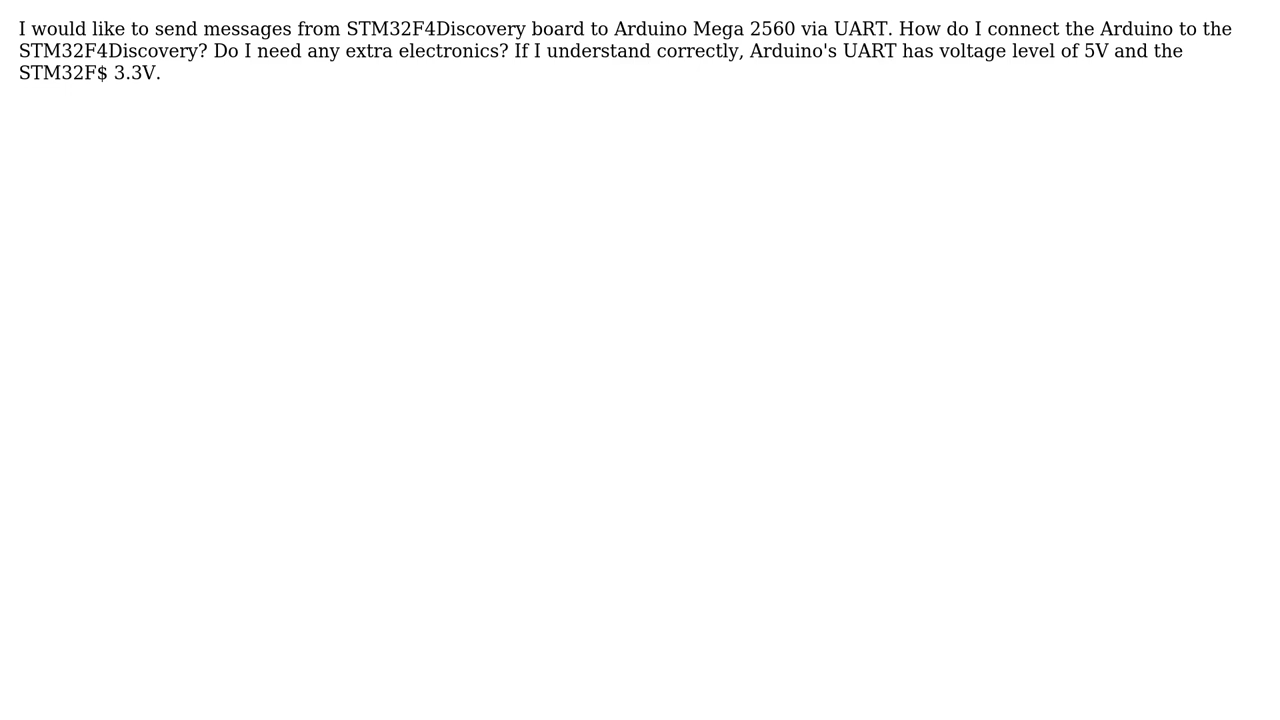 I would like to send messages from STM32F4Discovery board to Arduino Mega 2560 via UART. How do I connect the Arduino to the
STM32F4Discovery? Do I need any extra electronics? If I understand correctly, Arduino's UART has voltage level of 5V and the
STM32F$ 3.3V.